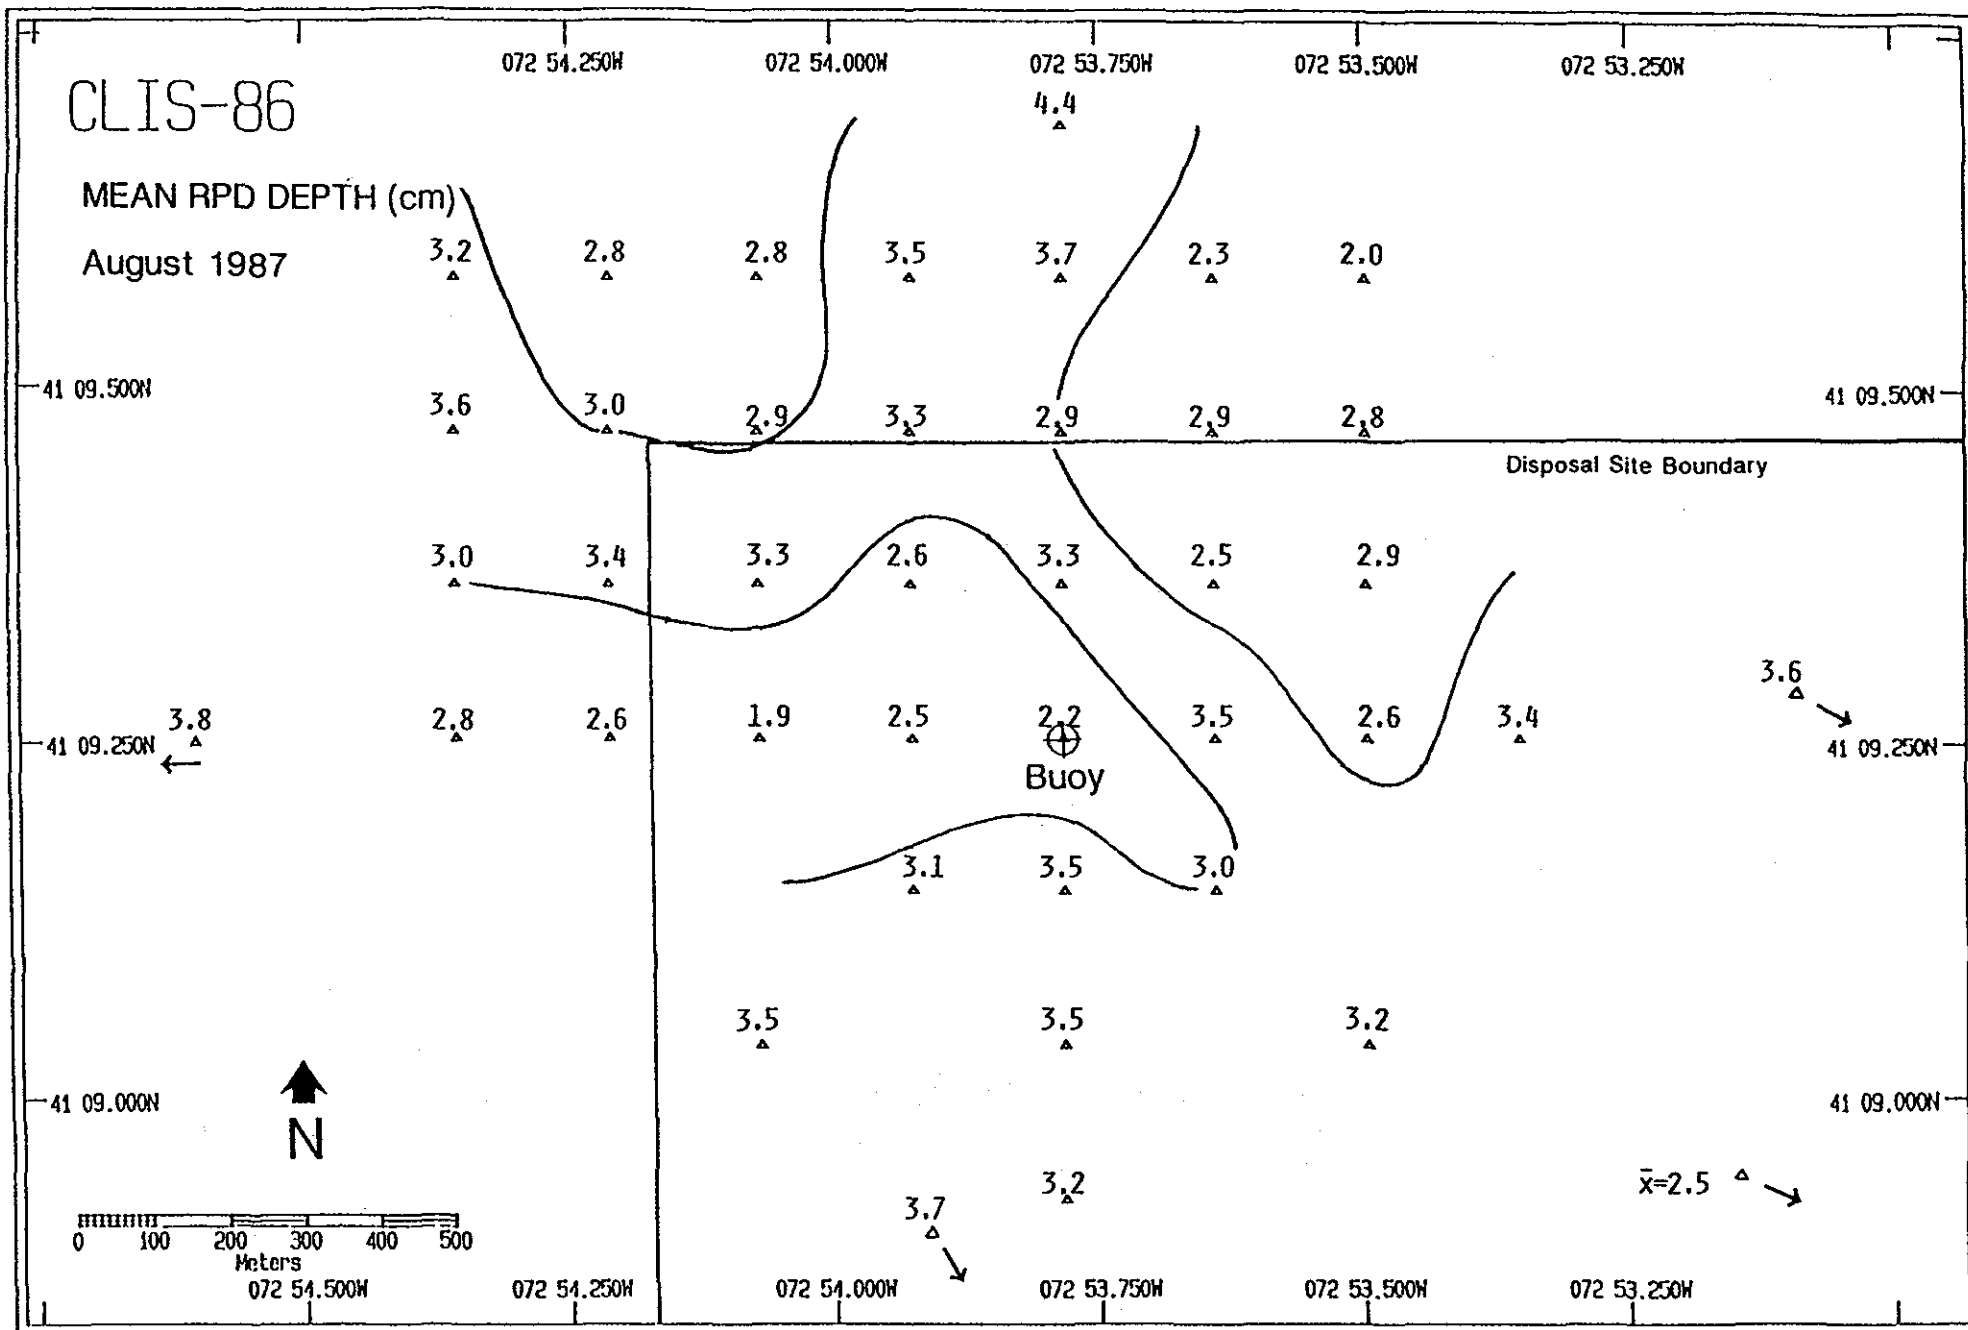 072 54.250W 072 54.000W 072 53.750W 072 53.500W 072 53.250W
CLIS-86
4.4
MEAN RPD DEPTH (cm)
August 1987
3.2 2.8 2.8 3.5 3.7 2.3 2.0
41 09.500N 41 09.500N
3.6 3.0 2.9 3.3 2.9 2.9 2.8
Disposal Site Boundary
3.0 3.4 3.3 2.6 3.3 2.5 2.9
3.6
3.8 2.8 2.6 1.9 2.5 2.2 3.5 2.6 3.4
41 09.250N 41 09.250N
Buoy
3.1 3.5 3.0
3.5 3.5 3.2
41 09.000N 41 09.000N
N
3.2 x̄=2.5
3.7
0 100 200 300 400 500
Meters
072 54.500W 072 54.250W 072 54.000W 072 53.750W 072 53.500W 072 53.250W